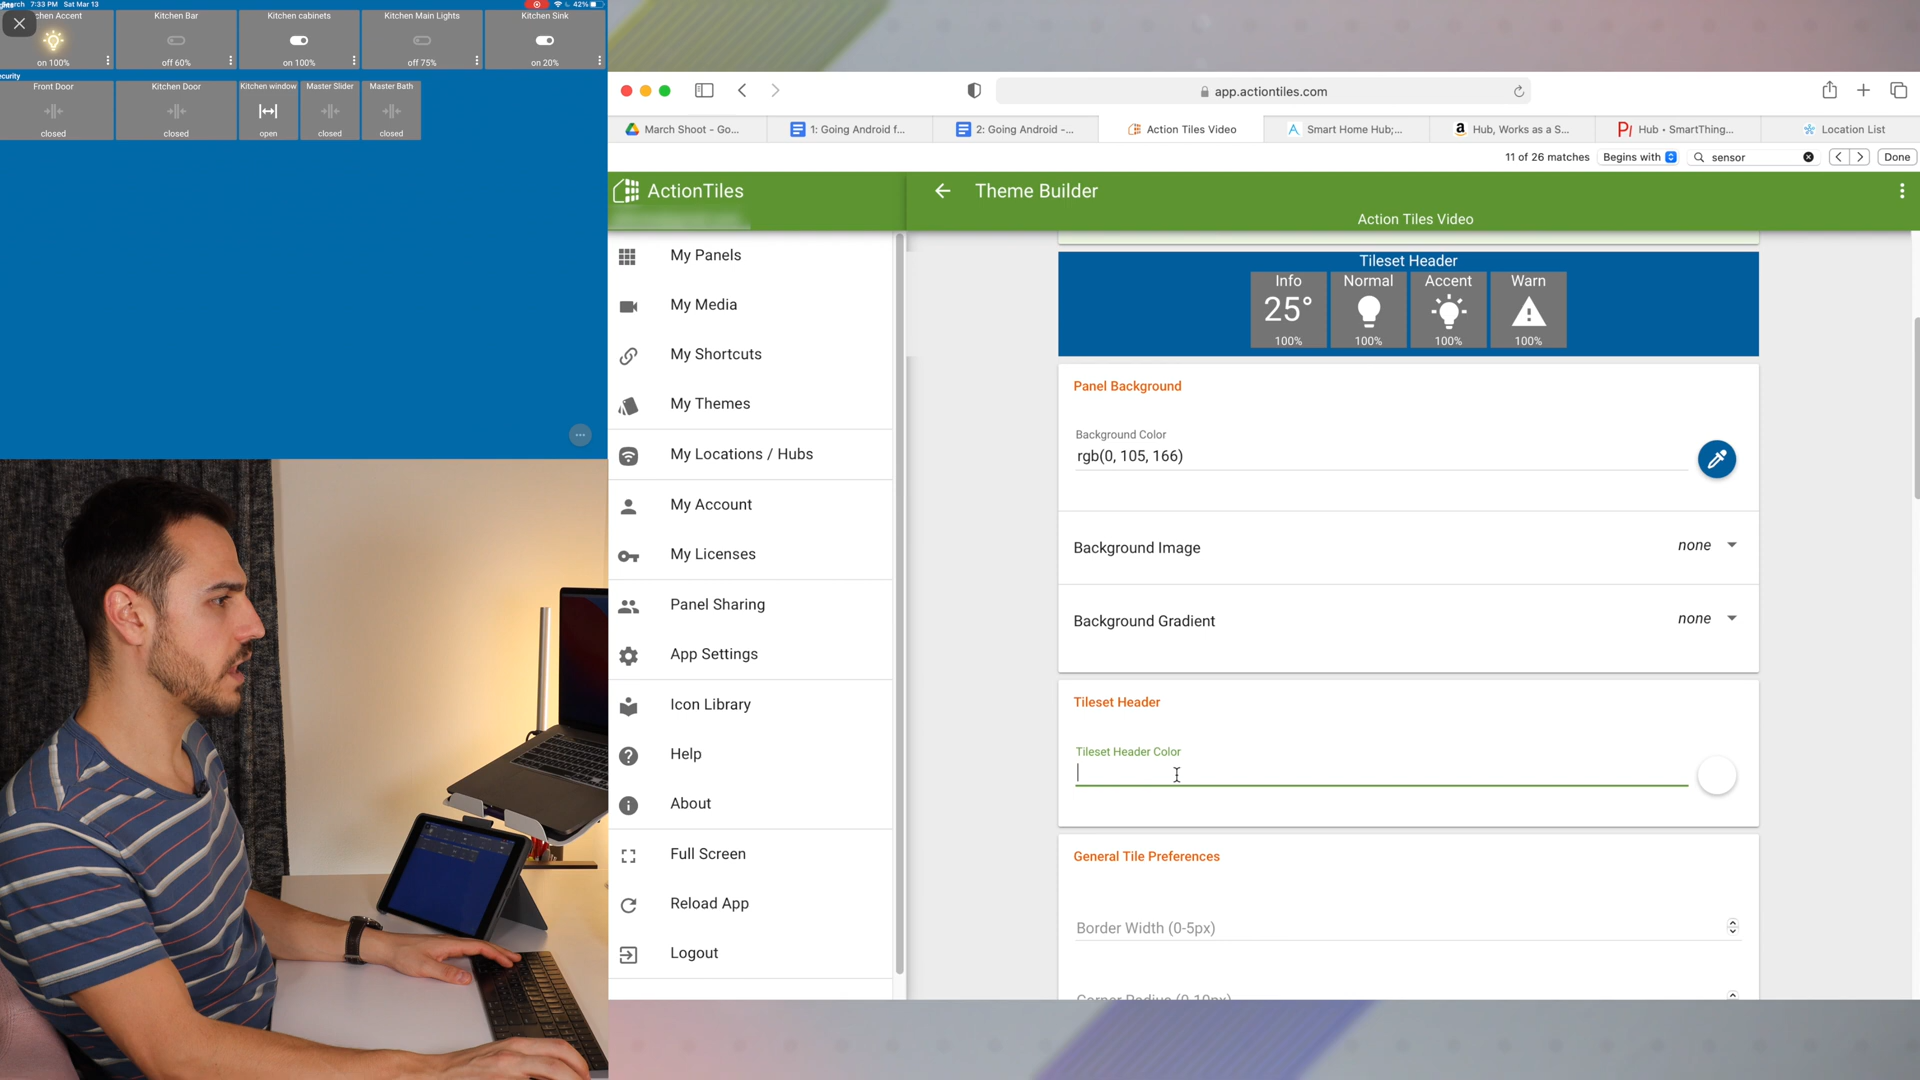 7:33 PM Sat Mar 13
42%
Kitchen Bar
Kitchen cabinets
Kitchen Main Lights
Kitchen Sink
on 100%
off 60%
on 100%
off 75%
on 20%
Front Door
Kitchen Door
Kitchen window
Master Slider
Master Bath
closed
closed
open
closed
closed
app.actiontiles.com
March Shoot - Go...
1: Going Android f...
2: Going Android -...
Action Tiles Video
Smart Home Hub;...
Hub, Works as a S...
Hub • SmartThing...
Location List
11 of 26 matches
Begins with
sensor
Done
ActionTiles
Theme Builder
Action Tiles Video
My Panels
My Media
My Shortcuts
My Themes
My Locations / Hubs
My Account
My Licenses
Panel Sharing
App Settings
Icon Library
Help
About
Full Screen
Reload App
Logout
Tileset Header
Info
Normal
Accent
Warn
25°
100%
100%
100%
100%
Panel Background
Background Color
rgb(0, 105, 166)
Background Image
none
Background Gradient
none
Tileset Header
Tileset Header Color
General Tile Preferences
Border Width (0-5px)
Corner Radius (0-10px)